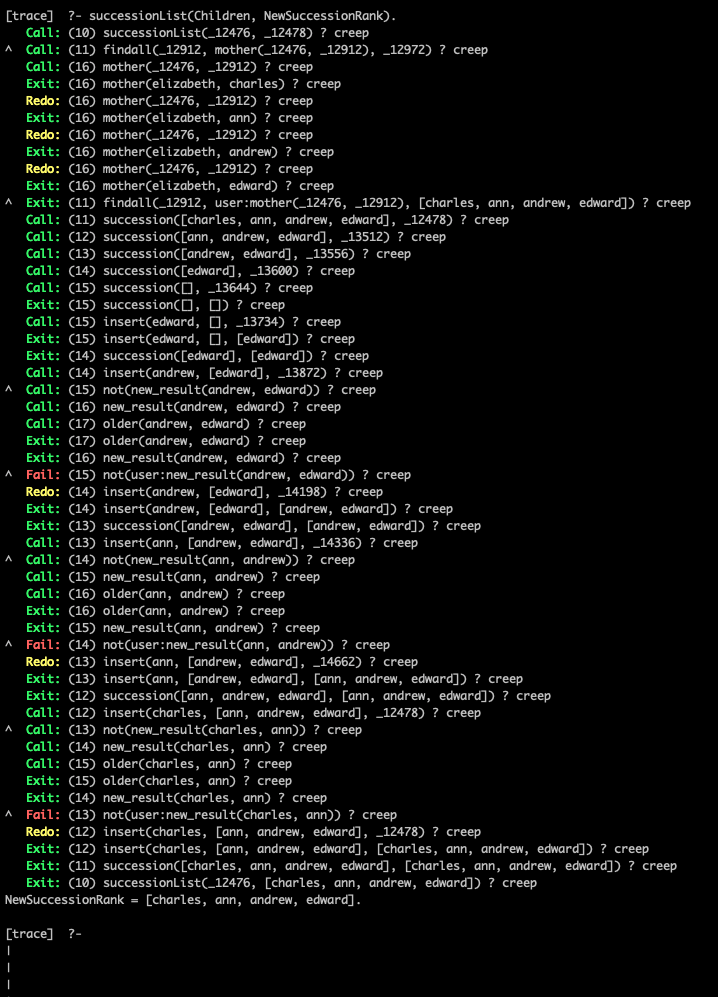 [trace]  ?- successionList(Children, NewSuccessionRank).
   Call: (10) successionList(_12476, _12478) ? creep
^  Call: (11) findall(_12912, mother(_12476, _12912), _12972) ? creep
   Call: (16) mother(_12476, _12912) ? creep
   Exit: (16) mother(elizabeth, charles) ? creep
   Redo: (16) mother(_12476, _12912) ? creep
   Exit: (16) mother(elizabeth, ann) ? creep
   Redo: (16) mother(_12476, _12912) ? creep
   Exit: (16) mother(elizabeth, andrew) ? creep
   Redo: (16) mother(_12476, _12912) ? creep
   Exit: (16) mother(elizabeth, edward) ? creep
^  Exit: (11) findall(_12912, user:mother(_12476, _12912), [charles, ann, andrew, edward]) ? creep
   Call: (11) succession([charles, ann, andrew, edward], _12478) ? creep
   Call: (12) succession([ann, andrew, edward], _13512) ? creep
   Call: (13) succession([andrew, edward], _13556) ? creep
   Call: (14) succession([edward], _13600) ? creep
   Call: (15) succession([], _13644) ? creep
   Exit: (15) succession([], []) ? creep
   Call: (15) insert(edward, [], _13734) ? creep
   Exit: (15) insert(edward, [], [edward]) ? creep
   Exit: (14) succession([edward], [edward]) ? creep
   Call: (14) insert(andrew, [edward], _13872) ? creep
^  Call: (15) not(new_result(andrew, edward)) ? creep
   Call: (16) new_result(andrew, edward) ? creep
   Call: (17) older(andrew, edward) ? creep
   Exit: (17) older(andrew, edward) ? creep
   Exit: (16) new_result(andrew, edward) ? creep
^  Fail: (15) not(user:new_result(andrew, edward)) ? creep
   Redo: (14) insert(andrew, [edward], _14198) ? creep
   Exit: (14) insert(andrew, [edward], [andrew, edward]) ? creep
   Exit: (13) succession([andrew, edward], [andrew, edward]) ? creep
   Call: (13) insert(ann, [andrew, edward], _14336) ? creep
^  Call: (14) not(new_result(ann, andrew)) ? creep
   Call: (15) new_result(ann, andrew) ? creep
   Call: (16) older(ann, andrew) ? creep
   Exit: (16) older(ann, andrew) ? creep
   Exit: (15) new_result(ann, andrew) ? creep
^  Fail: (14) not(user:new_result(ann, andrew)) ? creep
   Redo: (13) insert(ann, [andrew, edward], _14662) ? creep
   Exit: (13) insert(ann, [andrew, edward], [ann, andrew, edward]) ? creep
   Exit: (12) succession([ann, andrew, edward], [ann, andrew, edward]) ? creep
   Call: (12) insert(charles, [ann, andrew, edward], _12478) ? creep
^  Call: (13) not(new_result(charles, ann)) ? creep
   Call: (14) new_result(charles, ann) ? creep
   Call: (15) older(charles, ann) ? creep
   Exit: (15) older(charles, ann) ? creep
   Exit: (14) new_result(charles, ann) ? creep
^  Fail: (13) not(user:new_result(charles, ann)) ? creep
   Redo: (12) insert(charles, [ann, andrew, edward], _12478) ? creep
   Exit: (12) insert(charles, [ann, andrew, edward], [charles, ann, andrew, edward]) ? creep
   Exit: (11) succession([charles, ann, andrew, edward], [charles, ann, andrew, edward]) ? creep
   Exit: (10) successionList(_12476, [charles, ann, andrew, edward]) ? creep
NewSuccessionRank = [charles, ann, andrew, edward].

[trace]  ?-
|
|
|